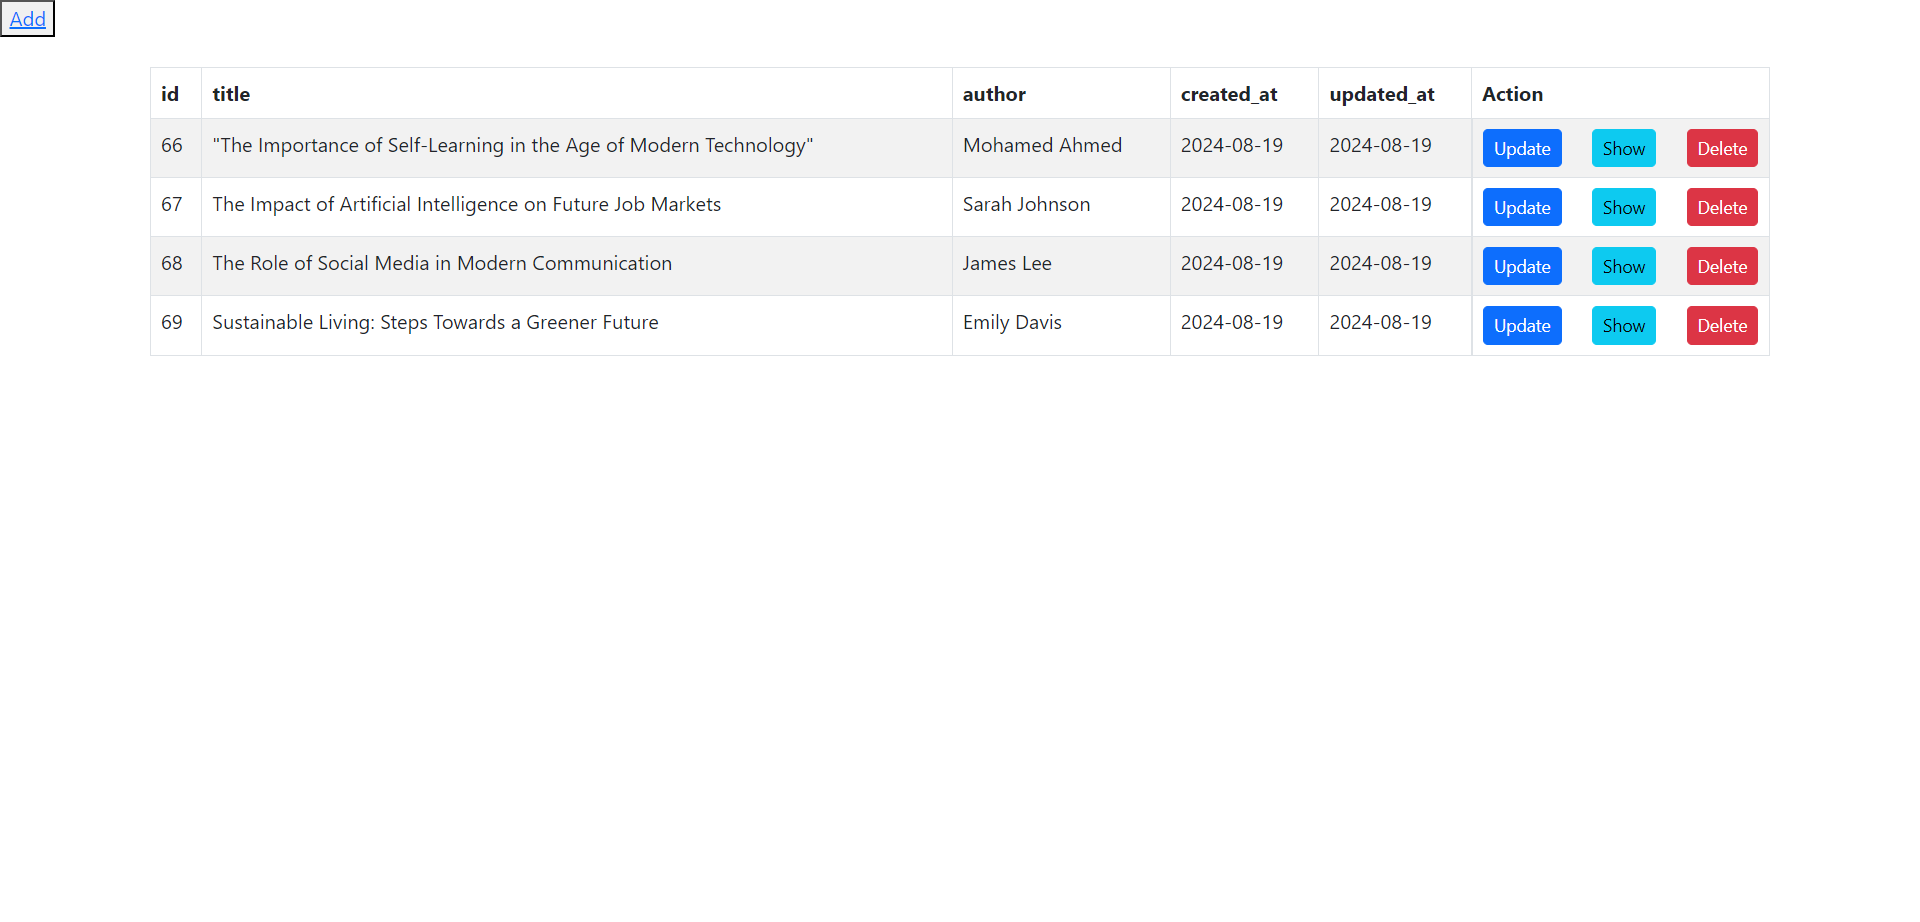 Add
id title author created_at updated_at Action
66 "The Importance of Self-Learning in the Age of Modern Technology" Mohamed Ahmed 2024-08-19 2024-08-19 Update Show Delete
67 The Impact of Artificial Intelligence on Future Job Markets Sarah Johnson 2024-08-19 2024-08-19 Update Show Delete
68 The Role of Social Media in Modern Communication James Lee 2024-08-19 2024-08-19 Update Show Delete
69 Sustainable Living: Steps Towards a Greener Future Emily Davis 2024-08-19 2024-08-19 Update Show Delete